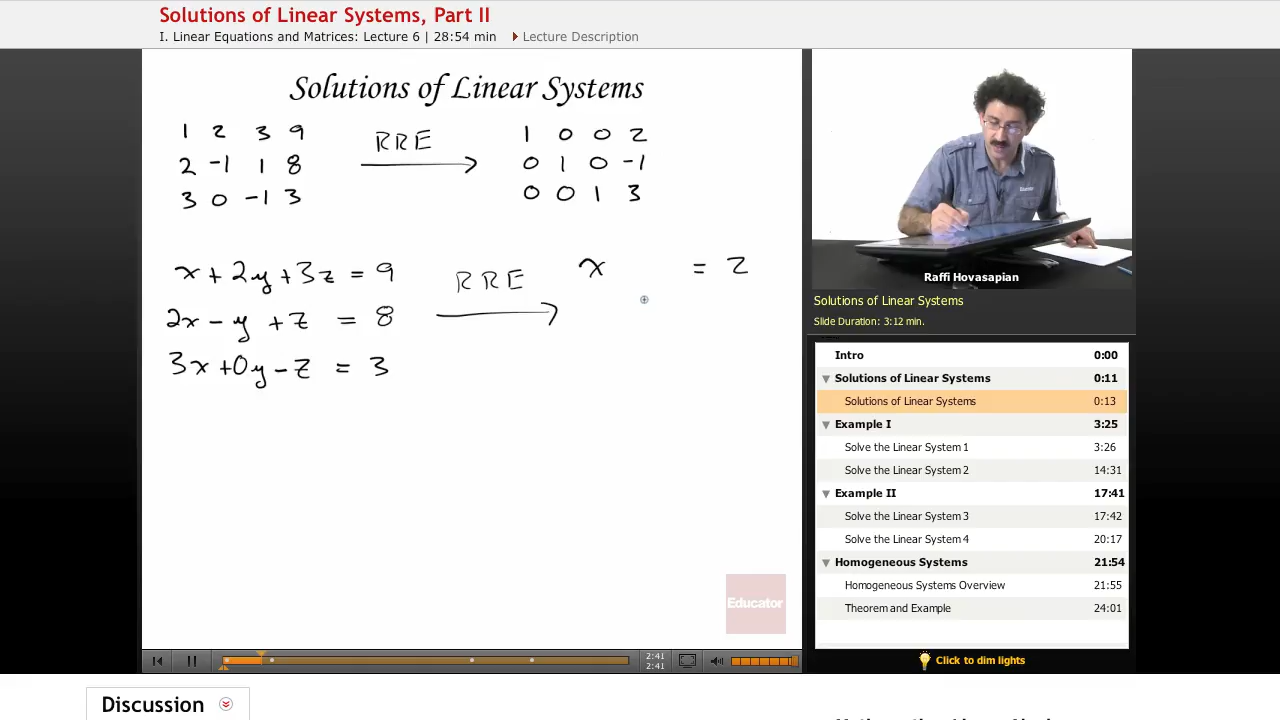 Solutions of Linear Systems, Part II
I. Linear Equations and Matrices: Lecture 6 | 28:54 min Lecture Description
Solutions of Linear Systems
1 2 3 9
2 -1 1 8
3 0 -1 3
RRE
1 0 0 2
0 1 0 -1
0 0 1 3
x + 2y + 3z = 9
2x - y + z = 8
3x + 0y - z = 3
RRE
x = 2
Educator
2:41
2:41
Raffi Hovasapian
Solutions of Linear Systems
Slide Duration: 3:12 min.
Intro 0:00
Solutions of Linear Systems 0:11
Solutions of Linear Systems 0:13
Example I 3:25
Solve the Linear System 1 3:26
Solve the Linear System 2 14:31
Example II 17:41
Solve the Linear System 3 17:42
Solve the Linear System 4 20:17
Homogeneous Systems 21:54
Homogeneous Systems Overview 21:55
Theorem and Example 24:01
Click to dim lights
Discussion